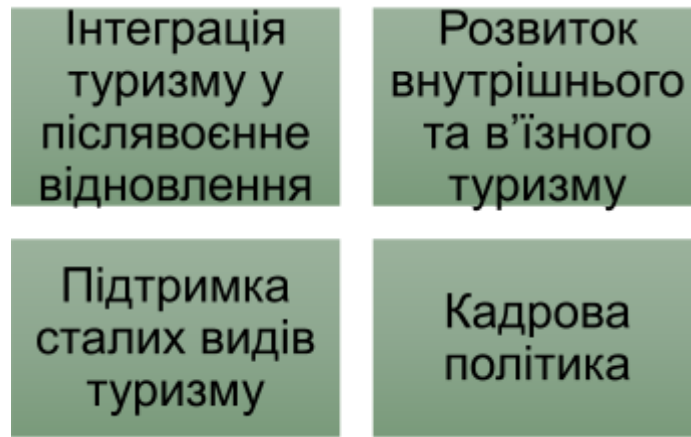 Інтеграція
туризму у
післявоєнне
відновлення
Розвиток
внутрішнього
та в’їзного
туризму
Підтримка
сталих видів
туризму
Кадрова
політика